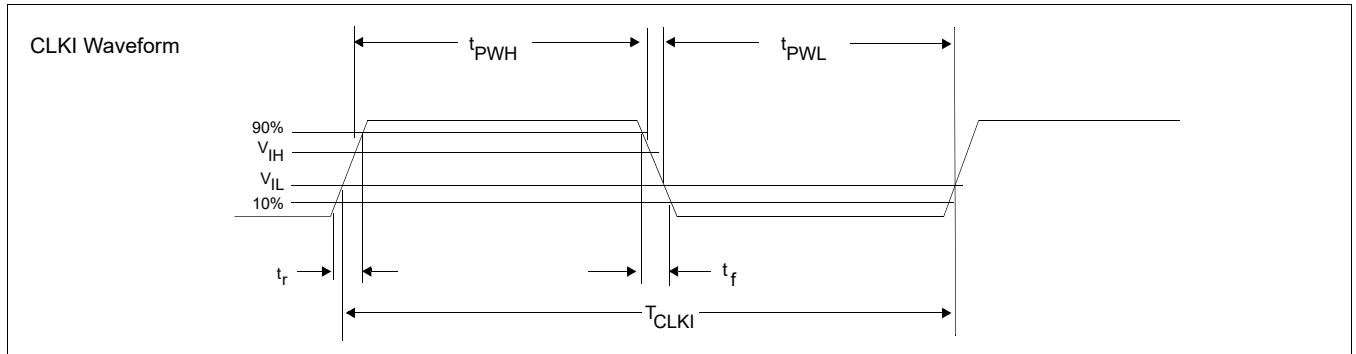 CLKI Waveform
tPWH
tPWL
90%
VIH
VIL
10%
tr
tf
TCLKI